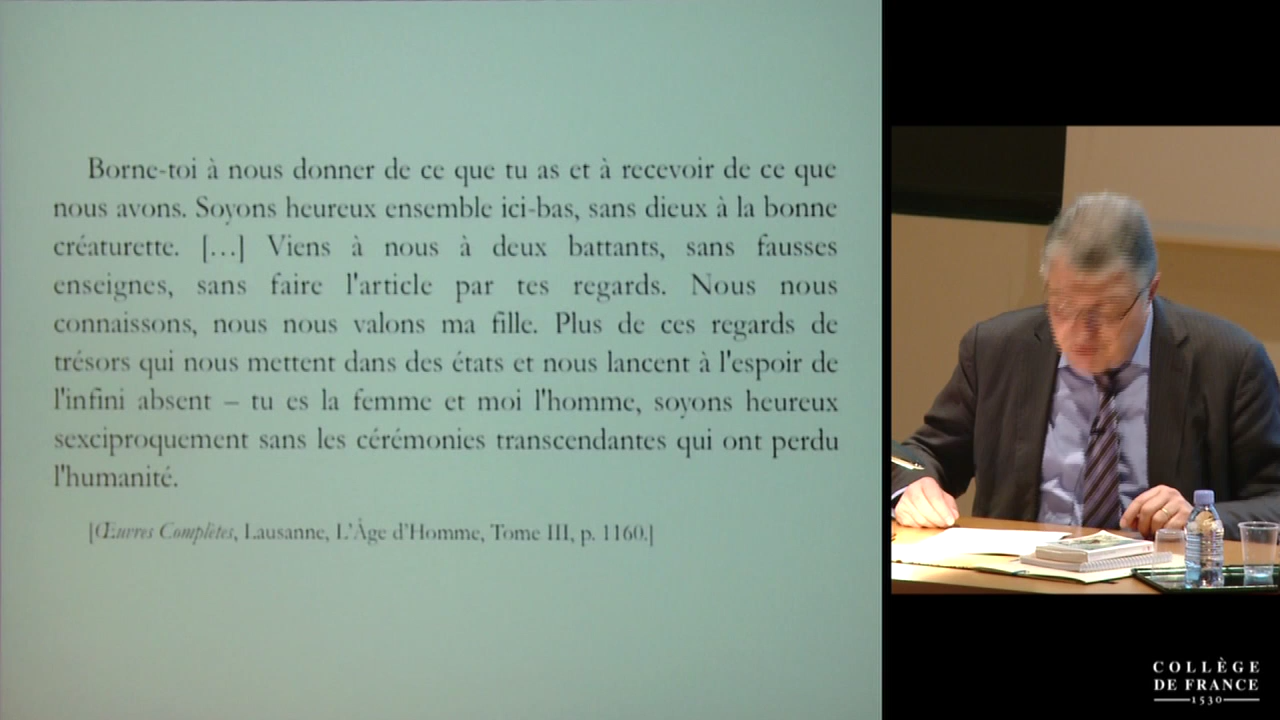 Borne-toi à nous donner de ce que tu as et à recevoir de ce que
nous avons. Soyons heureux ensemble ici-bas, sans dieux à la bonne
créaturette. [...] Viens à nous à deux battants, sans fausses
enseignes, sans faire l'article par tes regards. Nous nous
connaissons, nous nous valons ma fille. Plus de ces regards de
trésors qui nous mettent dans des états et nous lancent à l'espoir de
l'infini absent – tu es la femme et moi l'homme, soyons heureux
sexciproquement sans les cérémonies transcendantes qui ont perdu
l'humanité.
[Œuvres Complètes, Lausanne, L'Âge d'Homme, Tome III, p. 1160.]
COLLÈGE
DE FRANCE
1530